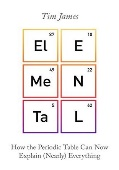 Tim James
El E
Me N
Ta L
How the Periodic Table Can Now
Explain (Nearly) Everything